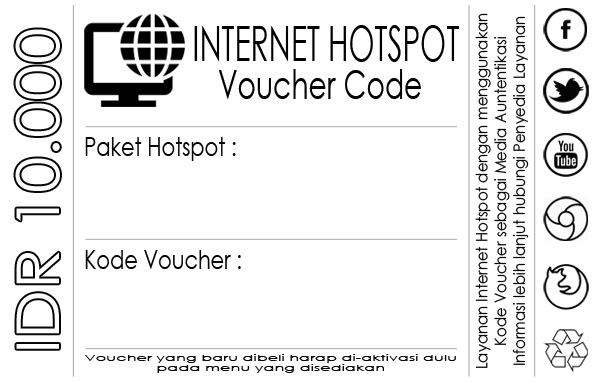 IDR 10.000
INTERNET HOTSPOT
Voucher Code
Paket Hotspot :
Kode Voucher :
Voucher yang baru dibeli harap di-aktivasi dulu
pada menu yang disediakan
Layanan Internet Hotspot dengan menggunakan
Kode Voucher sebagai Media Auntentikasi
Informasi lebih lanjut hubungi Penyedia Layanan
f
You
Tube